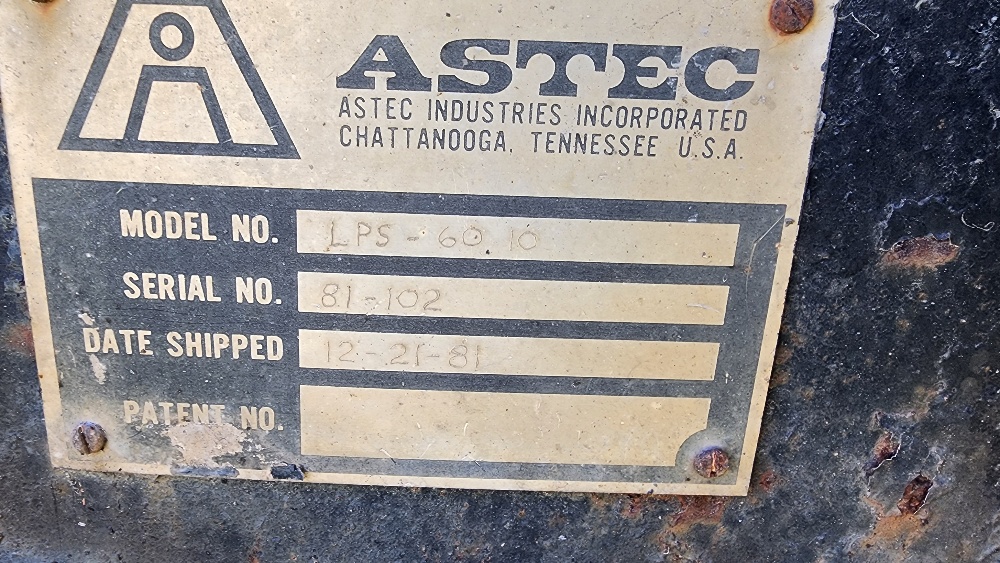 ASTEC
ASTEC INDUSTRIES INCORPORATED
CHATTANOOGA, TENNESSEE U.S.A.
MODEL NO. LPS-60.10
SERIAL NO. 81-102
DATE SHIPPED 12-21-81
PATENT NO.